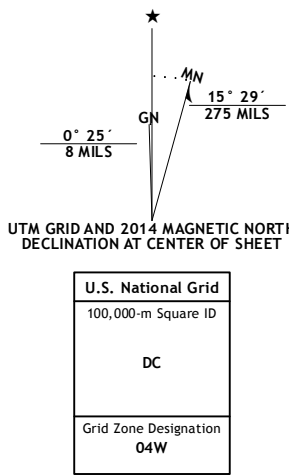 ★
MN
15° 29´
275 MILS
GN
0° 25´
8 MILS
UTM GRID AND 2014 MAGNETIC NORTH
DECLINATION AT CENTER OF SHEET
U.S. National Grid
100,000-m Square ID
DC
Grid Zone Designation
04W